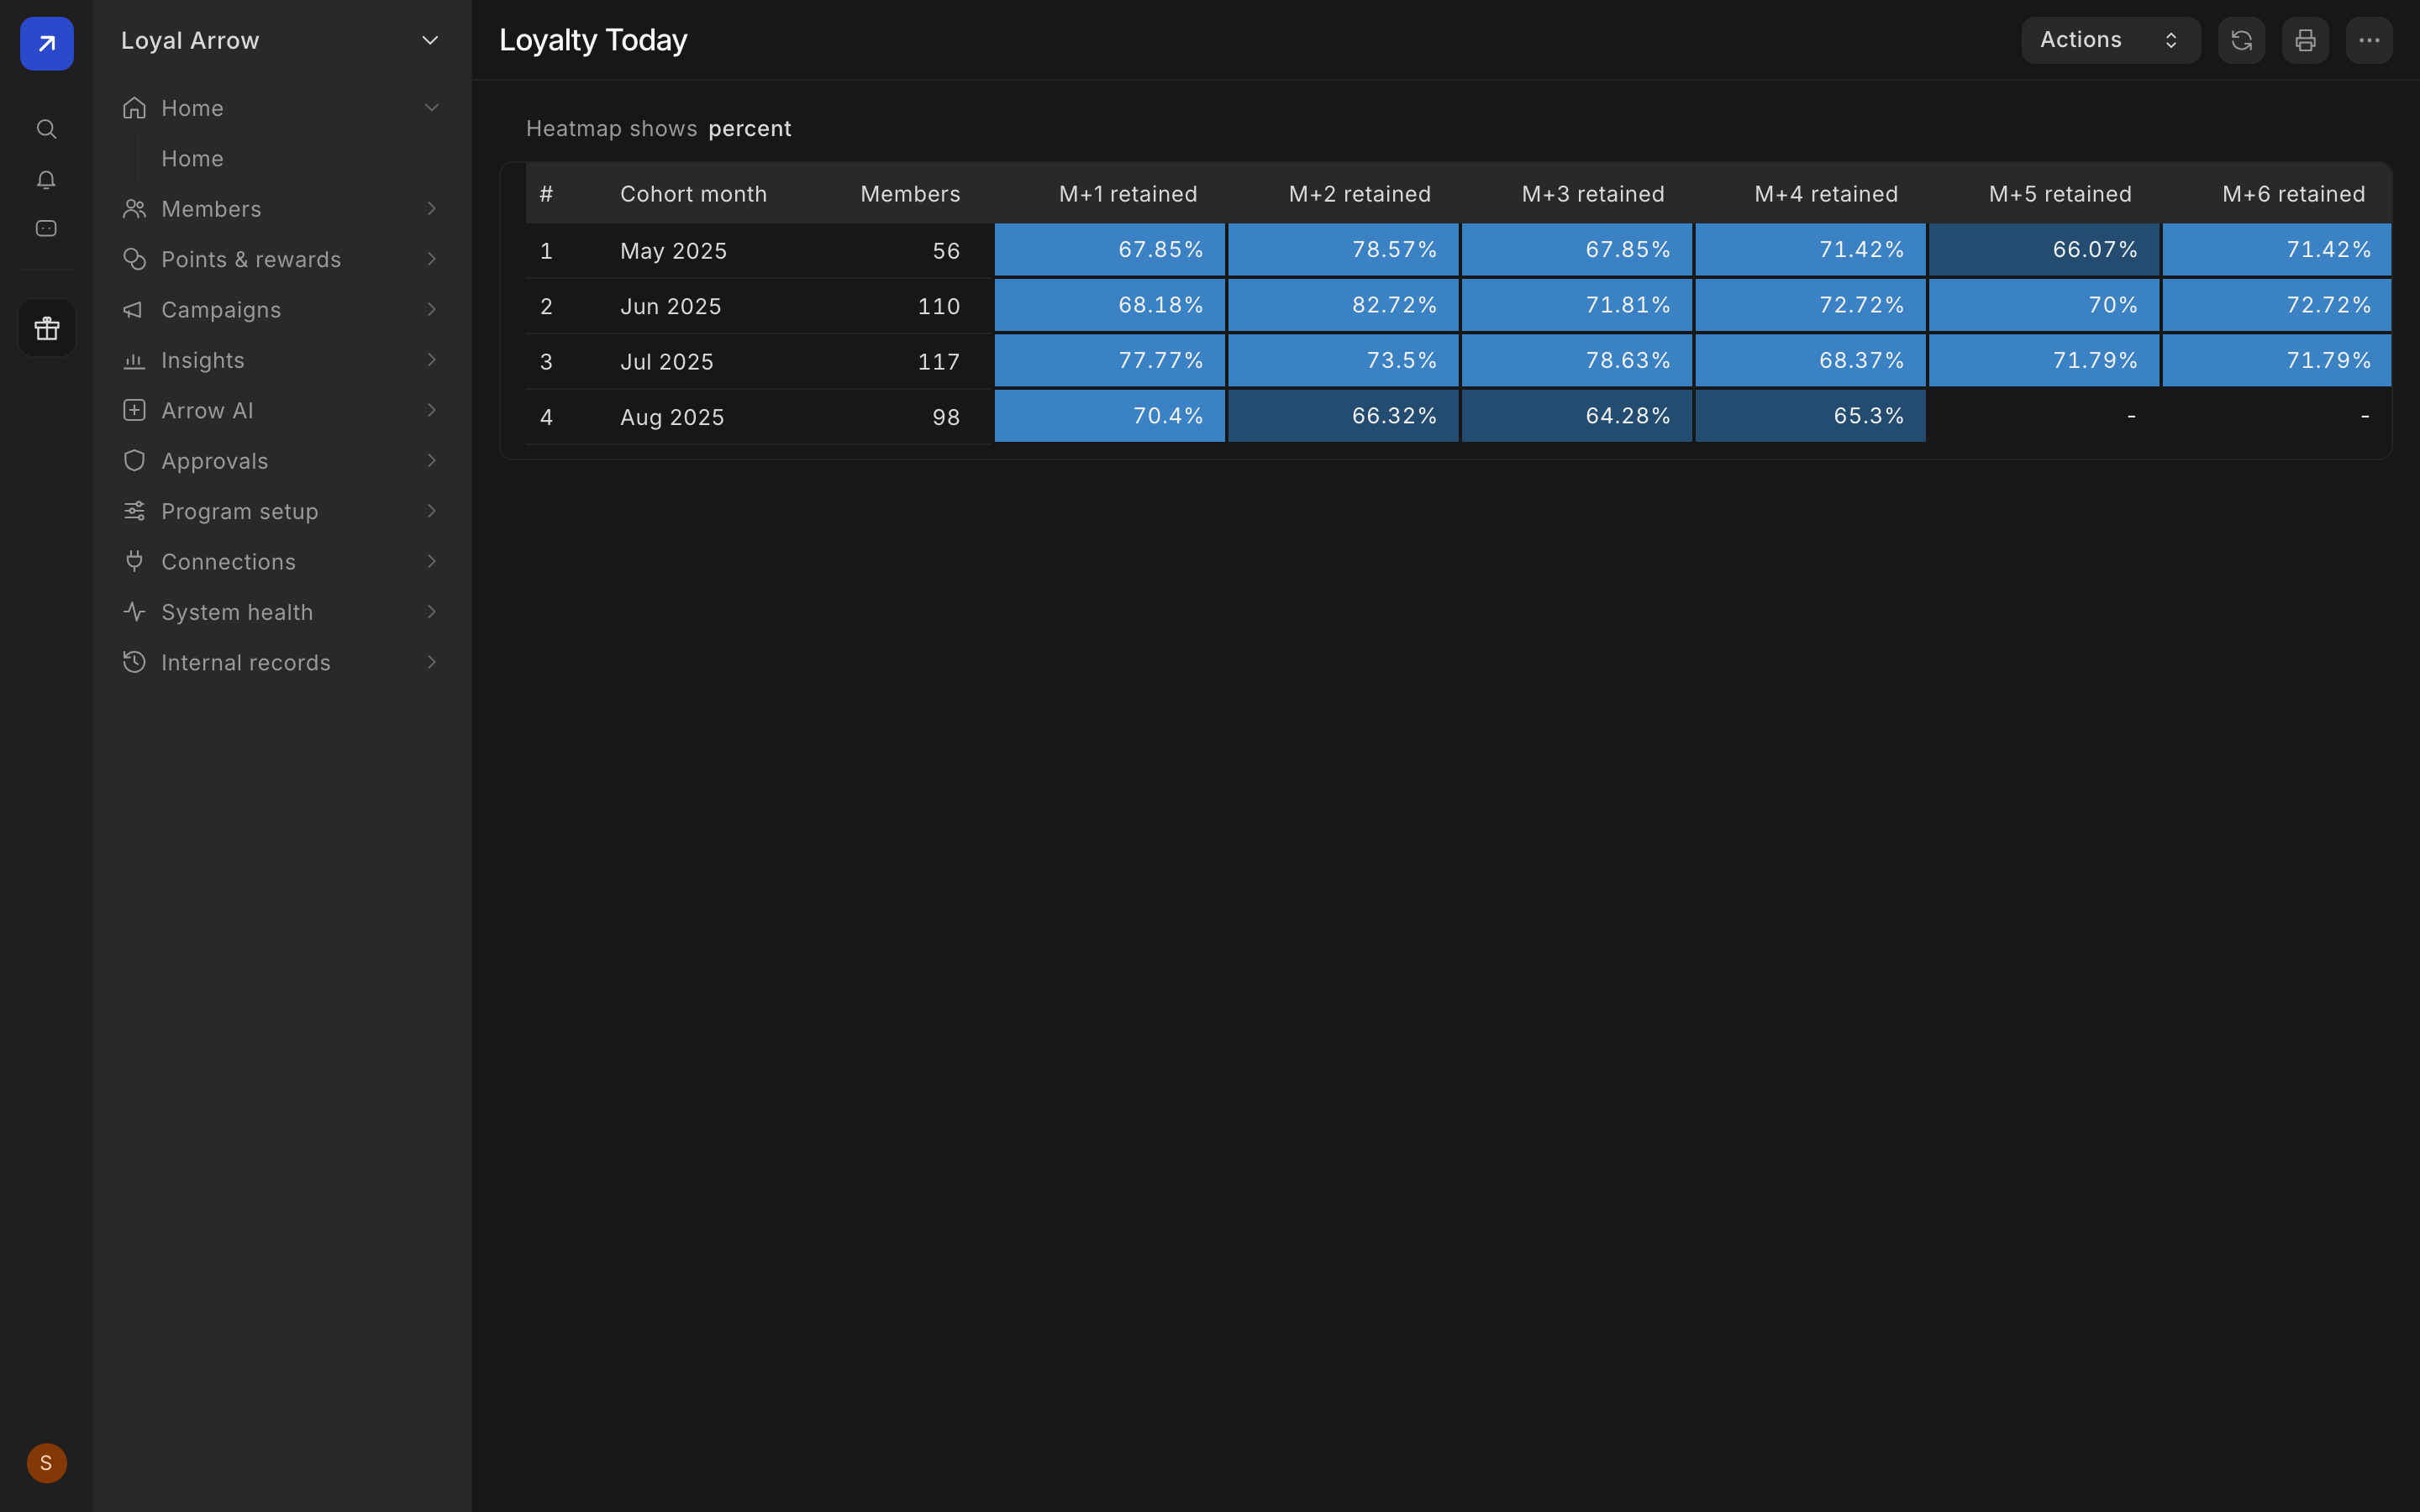 Loyal Arrow
Home
Home
Members
Points & rewards
Campaigns
Insights
Arrow AI
Approvals
Program setup
Connections
System health
Internal records
S
Loyalty Today
Actions
Heatmap shows percent
# Cohort month Members M+1 retained M+2 retained M+3 retained M+4 retained M+5 retained M+6 retained
1 May 2025 56 67.85% 78.57% 67.85% 71.42% 66.07% 71.42%
2 Jun 2025 110 68.18% 82.72% 71.81% 72.72% 70% 72.72%
3 Jul 2025 117 77.77% 73.5% 78.63% 68.37% 71.79% 71.79%
4 Aug 2025 98 70.4% 66.32% 64.28% 65.3% - -